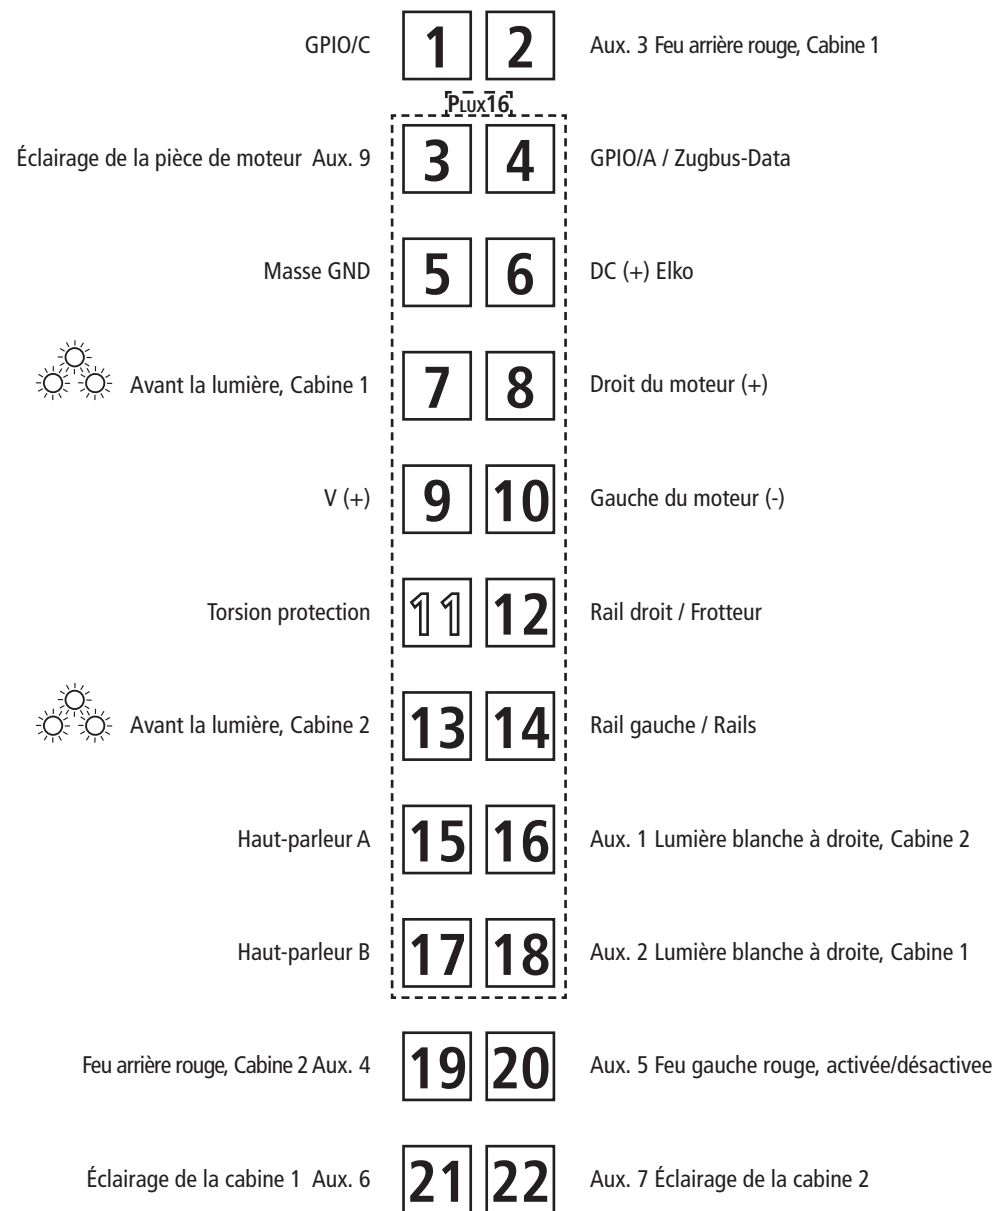 GPIO/C 1 2 Aux. 3 Feu arrière rouge, Cabine 1
PLUX16
Éclairage de la pièce de moteur Aux. 9 3 4 GPIO/A / Zugbus-Data
Masse GND 5 6 DC (+) Elko
Avant la lumière, Cabine 1 7 8 Droit du moteur (+)
V (+) 9 10 Gauche du moteur (-)
Torsion protection 11 12 Rail droit / Frotteur
Avant la lumière, Cabine 2 13 14 Rail gauche / Rails
Haut-parleur A 15 16 Aux. 1 Lumière blanche à droite, Cabine 2
Haut-parleur B 17 18 Aux. 2 Lumière blanche à droite, Cabine 1
Feu arrière rouge, Cabine 2 Aux. 4 19 20 Aux. 5 Feu gauche rouge, activée/désactivee
Éclairage de la cabine 1 Aux. 6 21 22 Aux. 7 Éclairage de la cabine 2